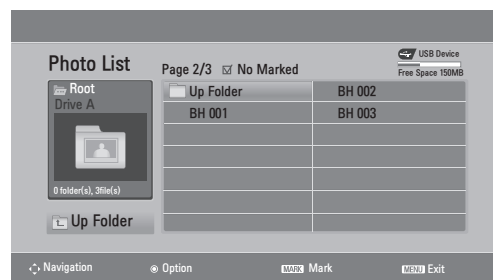 Photo List
Page 2/3 No Marked
USB Device
Free Space 150MB
Root
Drive A
0 folder(s), 3file(s)
Up Folder
Up Folder
BH 002
BH 001
BH 003
Navigation
Option
MARK Mark
MENU Exit